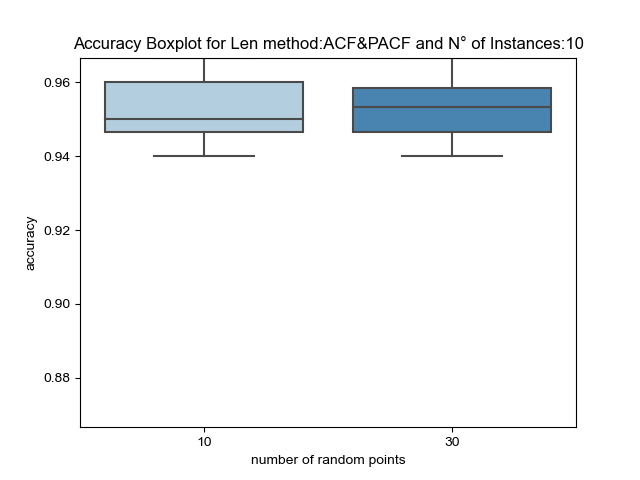 Accuracy Boxplot for Len method:ACF&PACF and N° of Instances:10
0.96
0.94
0.92
0.90
0.88
accuracy
10 30
number of random points